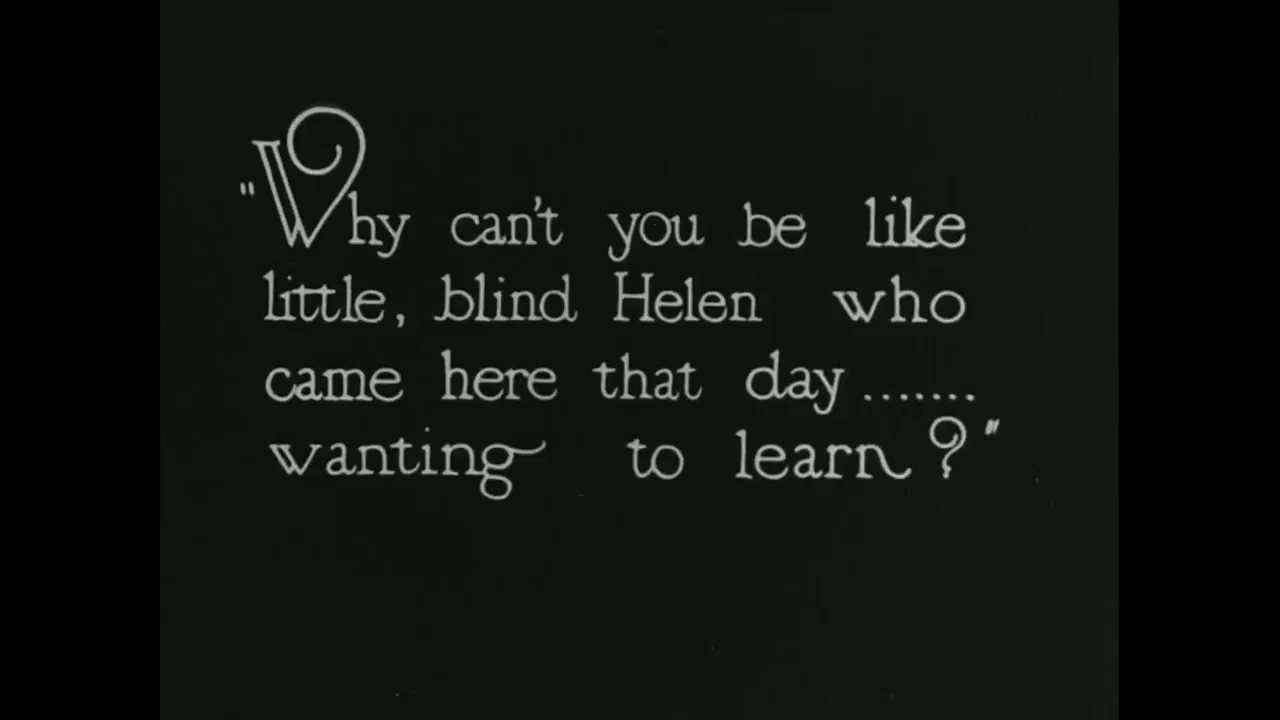 "Why can't you be like
little, blind Helen who
came here that day.......
wanting to learn?"